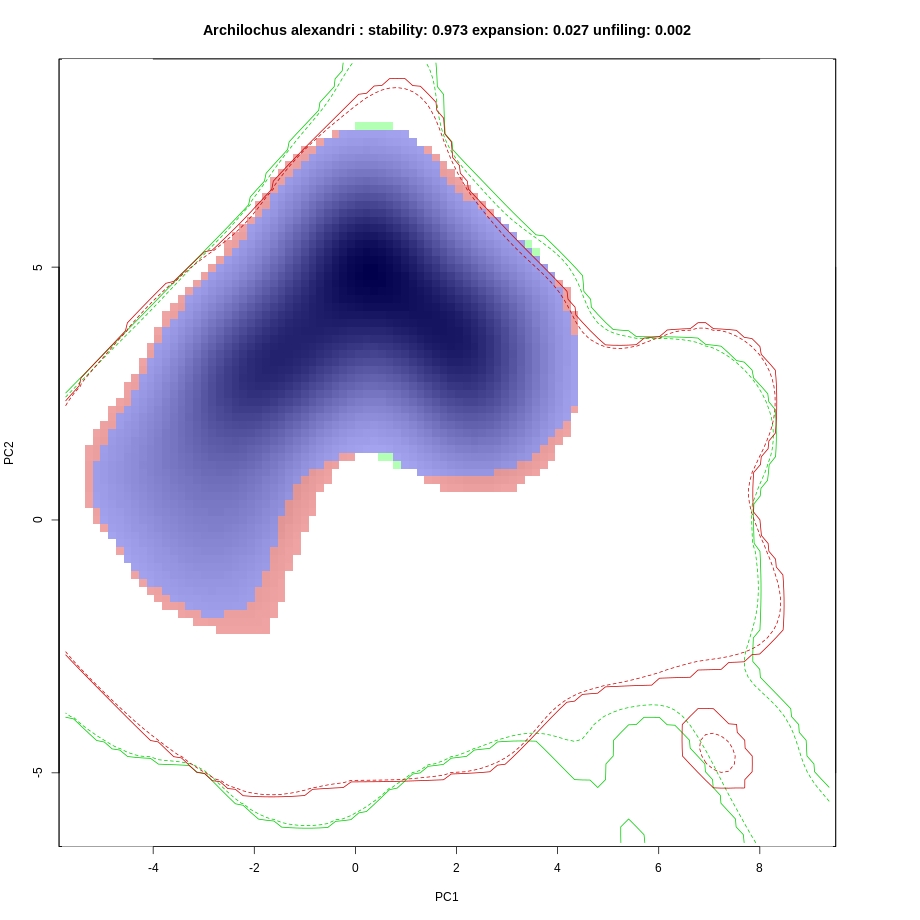 Archilochus alexandri : stability: 0.973 expansion: 0.027 unfiling: 0.002
5
0
-5
PC2
-4 -2 0 2 4 6 8
PC1